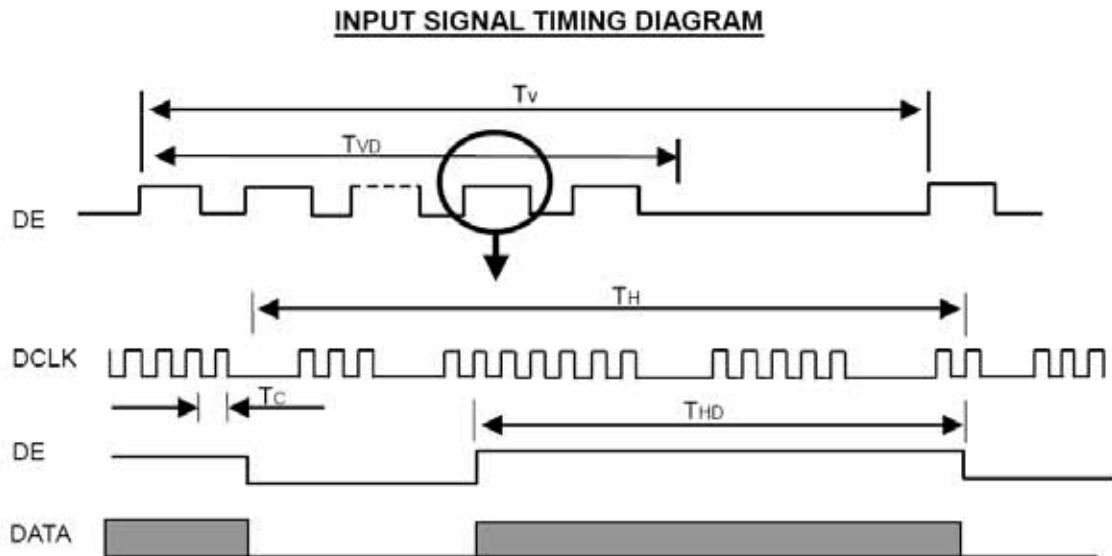 INPUT SIGNAL TIMING DIAGRAM
TV
TVD
DE
TH
DCLK
TC
THD
DE
DATA